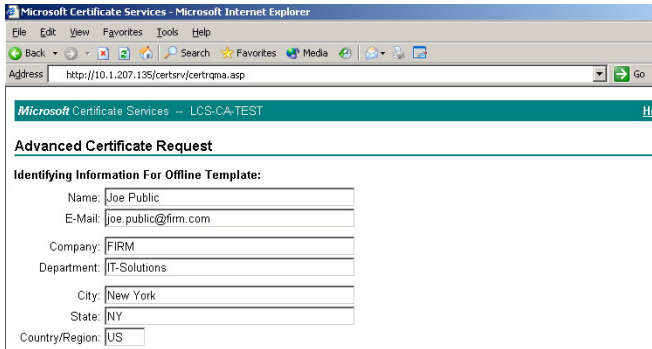 Microsoft Certificate Services - Microsoft Internet Explorer
File Edit View Favorites Tools Help
Back Search Favorites Media
Address http://10.1.207.135/certsrv/certrqma.asp Go
Microsoft Certificate Services -- LCS-CA-TEST
Advanced Certificate Request
Identifying Information For Offline Template:
Name: Joe Public
E-Mail: joe.public@firm.com
Company: FIRM
Department: IT-Solutions
City: New York
State: NY
Country/Region: US